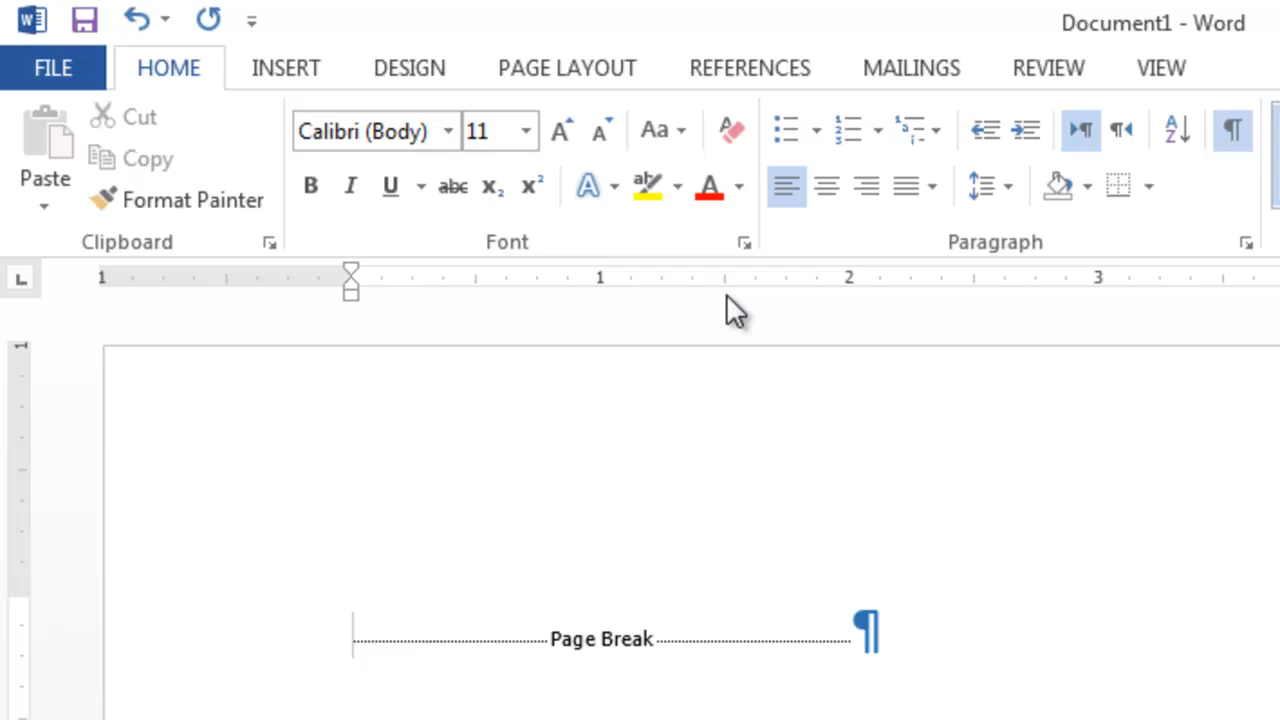 Document1 - Word
FILE HOME INSERT DESIGN PAGE LAYOUT REFERENCES MAILINGS REVIEW VIEW
Cut
Copy
Format Painter
Paste
Calibri (Body) 11
Clipboard Font Paragraph
1 1 2 3
1
Page Break ¶